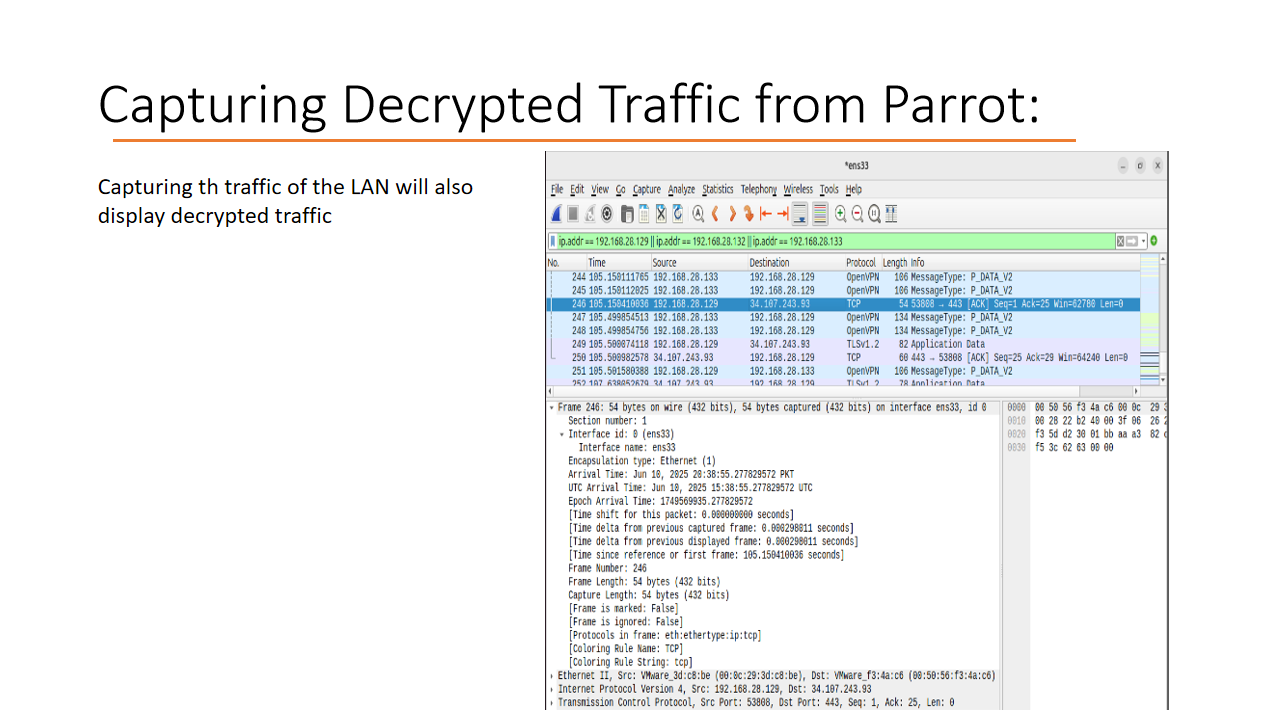 Capturing Decrypted Traffic from Parrot:
Capturing th traffic of the LAN will also
display decrypted traffic
*ens33
File Edit View Go Capture Analyze Statistics Telephony Wireless Tools Help
ip.addr == 192.168.28.129 || ip.addr == 192.168.28.132 || ip.addr == 192.168.28.133
No. Time Source Destination Protocol Length Info
244 105.150111765 192.168.28.133 192.168.28.129 OpenVPN 106 MessageType: P_DATA_V2
245 105.150112025 192.168.28.133 192.168.28.129 OpenVPN 106 MessageType: P_DATA_V2
246 105.150410036 192.168.28.129 34.107.243.93 TCP 54 53808 → 443 [ACK] Seq=1 Ack=25 Win=62780 Len=0
247 105.499854513 192.168.28.133 192.168.28.129 OpenVPN 134 MessageType: P_DATA_V2
248 105.499854756 192.168.28.133 192.168.28.129 OpenVPN 134 MessageType: P_DATA_V2
249 105.500074118 192.168.28.129 34.107.243.93 TLSv1.2 82 Application Data
250 105.500982578 34.107.243.93 192.168.28.129 TCP 60 443 → 53808 [ACK] Seq=25 Ack=29 Win=64240 Len=0
251 105.501580388 192.168.28.129 192.168.28.133 OpenVPN 106 MessageType: P_DATA_V2
252 107.638052679 34.107.243.93 192.168.28.129 TLSv1.2 78 Application Data
Frame 246: 54 bytes on wire (432 bits), 54 bytes captured (432 bits) on interface ens33, id 0
Section number: 1
Interface id: 0 (ens33)
Interface name: ens33
Encapsulation type: Ethernet (1)
Arrival Time: Jun 10, 2025 20:38:55.277829572 PKT
UTC Arrival Time: Jun 10, 2025 15:38:55.277829572 UTC
Epoch Arrival Time: 1749569935.277829572
[Time shift for this packet: 0.000000000 seconds]
[Time delta from previous captured frame: 0.000298011 seconds]
[Time delta from previous displayed frame: 0.000298011 seconds]
[Time since reference or first frame: 105.150410036 seconds]
Frame Number: 246
Frame Length: 54 bytes (432 bits)
Capture Length: 54 bytes (432 bits)
[Frame is marked: False]
[Frame is ignored: False]
[Protocols in frame: eth:ethertype:ip:tcp]
[Coloring Rule Name: TCP]
[Coloring Rule String: tcp]
Ethernet II, Src: VMware_3d:c8:be (00:0c:29:3d:c8:be), Dst: VMware_f3:4a:c6 (00:50:56:f3:4a:c6)
Internet Protocol Version 4, Src: 192.168.28.129, Dst: 34.107.243.93
Transmission Control Protocol, Src Port: 53808, Dst Port: 443, Seq: 1, Ack: 25, Len: 0
0000 00 50 56 f3 4a c6 00 0c 29
0010 00 28 22 b2 40 00 3f 06 26
0020 f3 5d d2 30 01 bb aa a3 82
0030 f5 3c 62 63 00 00